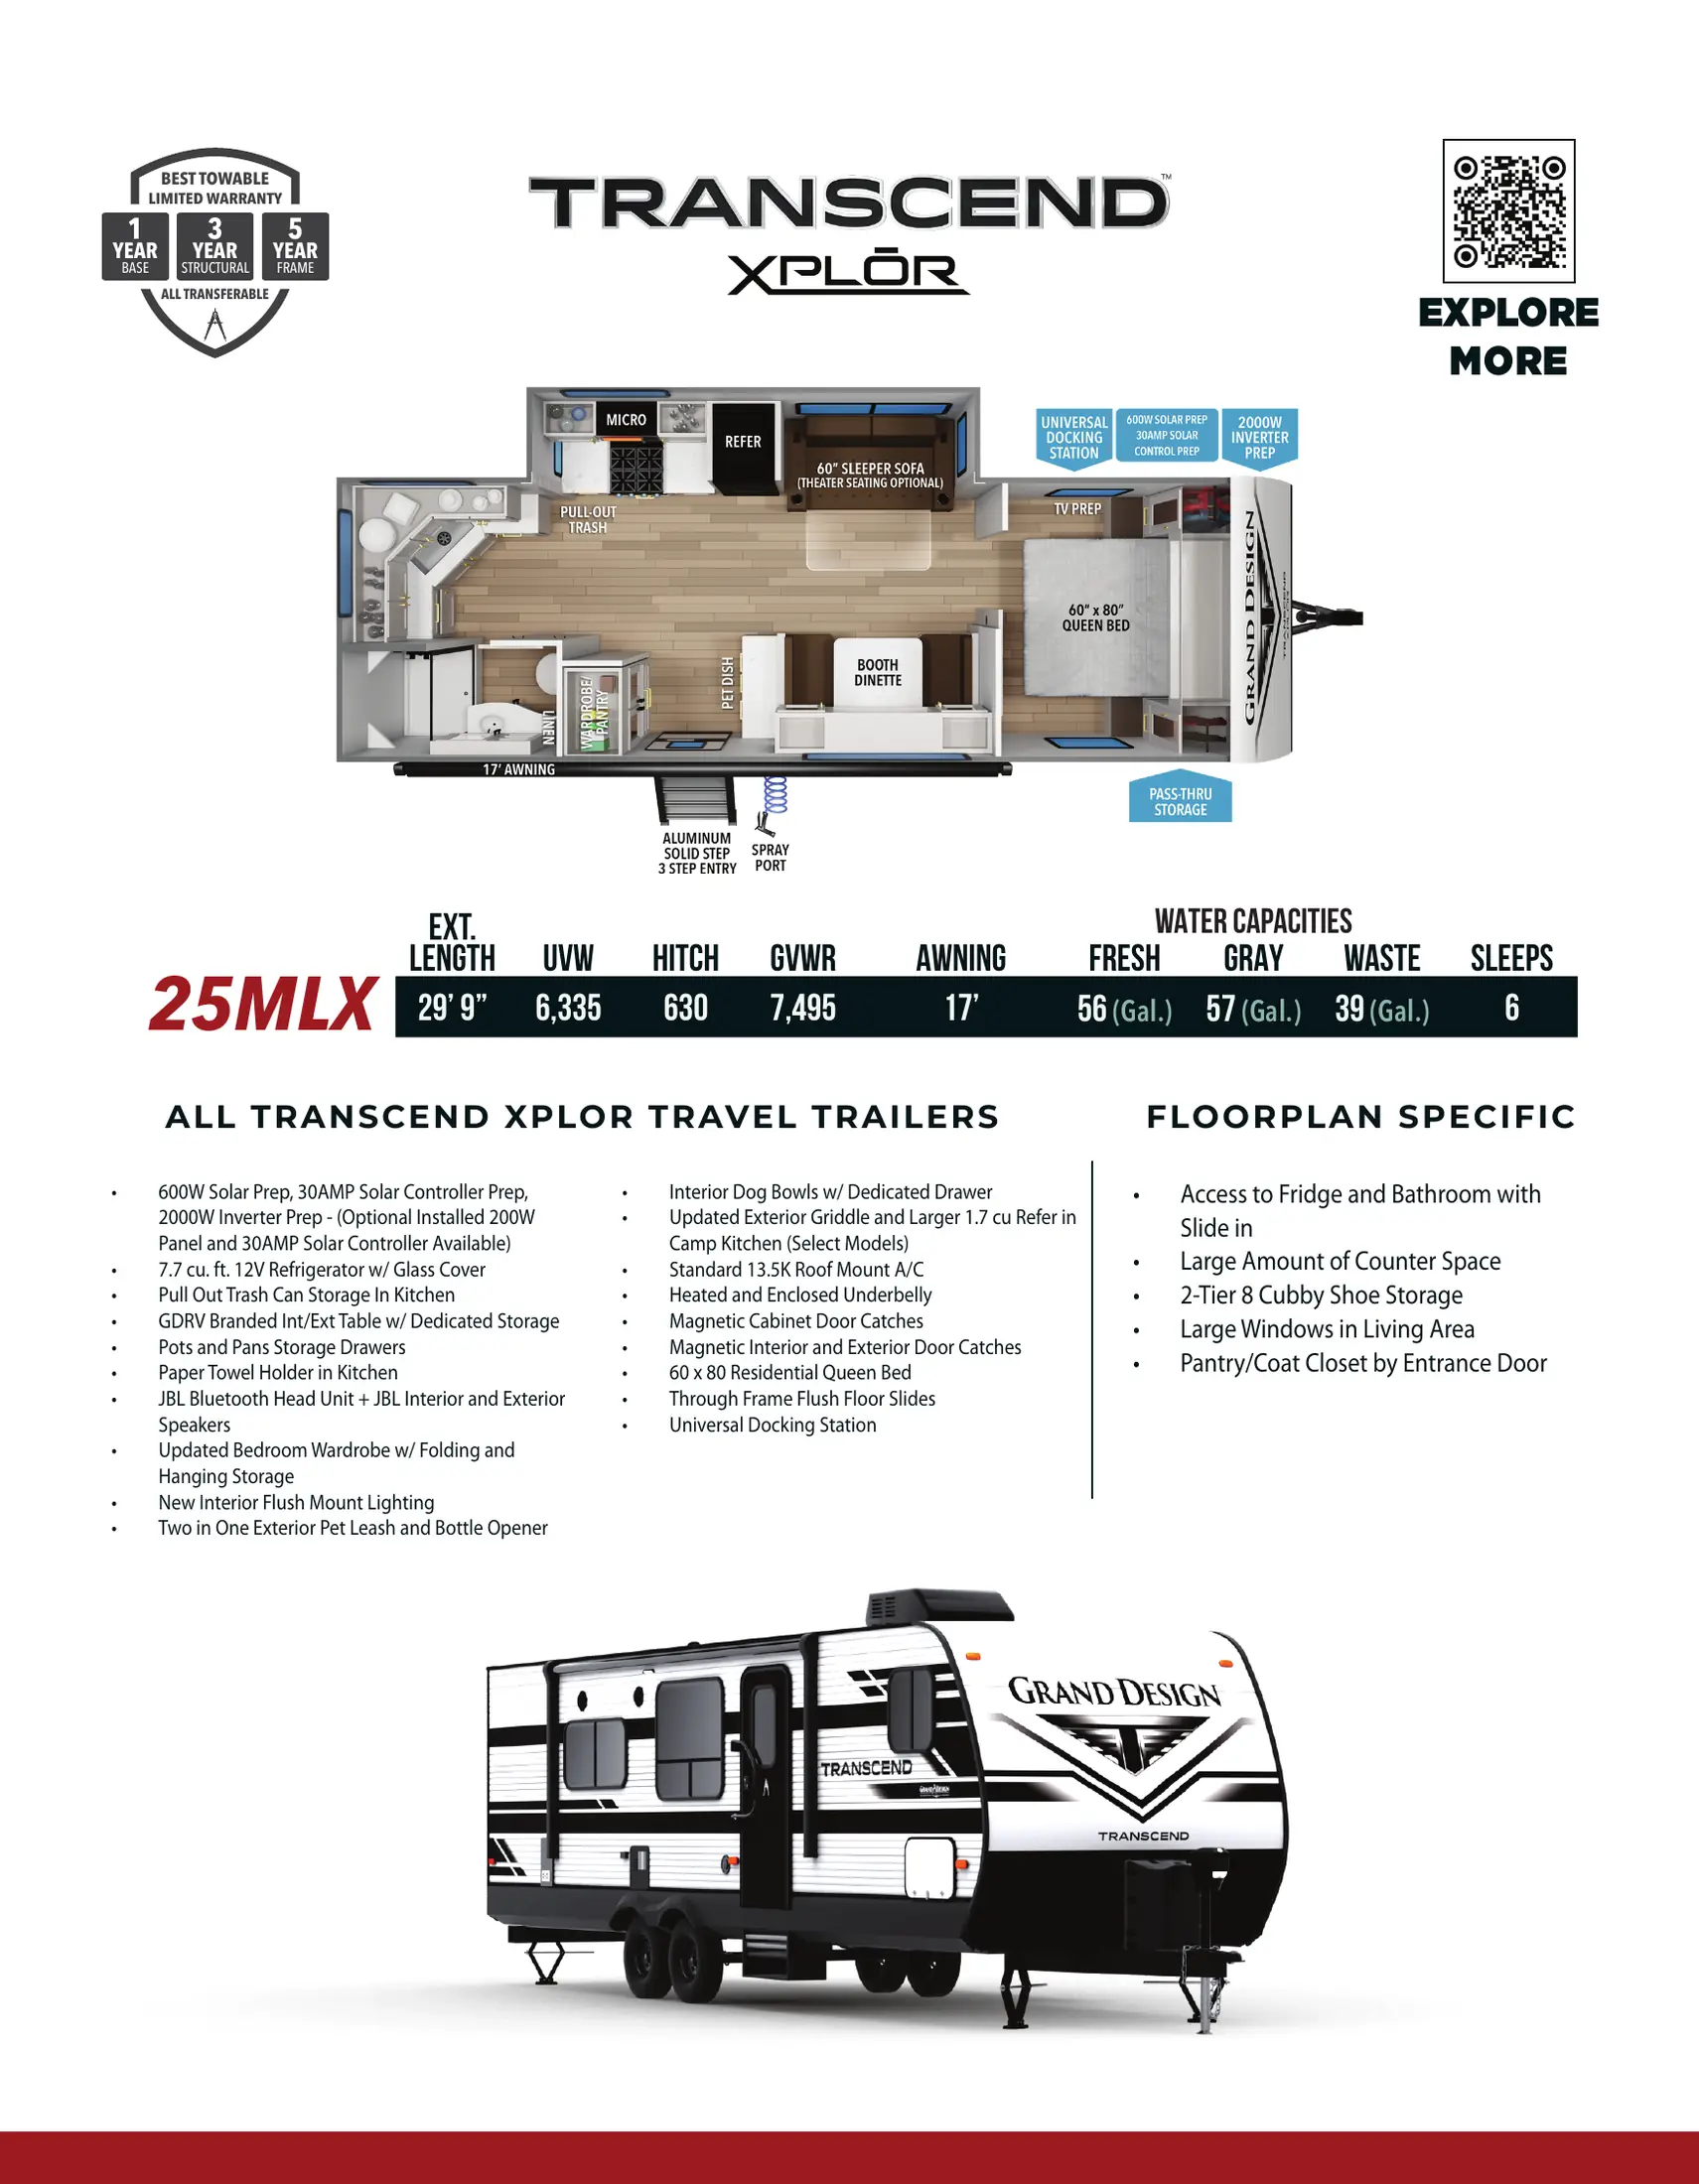 BEST TOWABLE
LIMITED WARRANTY
1
YEAR
BASE
3
YEAR
STRUCTURAL
5
YEAR
FRAME
ALL TRANSFERABLE
TRANSCEND™
XPLŌR
EXPLORE
MORE
MICRO
REFER
60” SLEEPER SOFA
(THEATER SEATING OPTIONAL)
PULL-OUT
TRASH
UNIVERSAL
DOCKING
STATION
600W SOLAR PREP
30AMP SOLAR
CONTROL PREP
2000W
INVERTER
PREP
TV PREP
60” x 80”
QUEEN BED
GRAND DESIGN
TRANSCEND
BOOTH
DINETTE
PET DISH
WARDROBE/
PANTRY
LINEN
17’ AWNING
PASS-THRU
STORAGE
ALUMINUM
SOLID STEP
3 STEP ENTRY
SPRAY
PORT
WATER CAPACITIES
EXT.
LENGTH UVW HITCH GVWR AWNING FRESH GRAY WASTE SLEEPS
25MLX 29’ 9” 6,335 630 7,495 17’ 56 (Gal.) 57 (Gal.) 39 (Gal.) 6
ALL TRANSCEND XPLOR TRAVEL TRAILERS
• 600W Solar Prep, 30AMP Solar Controller Prep,
2000W Inverter Prep - (Optional Installed 200W
Panel and 30AMP Solar Controller Available)
• 7.7 cu. ft. 12V Refrigerator w/ Glass Cover
• Pull Out Trash Can Storage In Kitchen
• GDRV Branded Int/Ext Table w/ Dedicated Storage
• Pots and Pans Storage Drawers
• Paper Towel Holder in Kitchen
• JBL Bluetooth Head Unit + JBL Interior and Exterior
Speakers
• Updated Bedroom Wardrobe w/ Folding and
Hanging Storage
• New Interior Flush Mount Lighting
• Two in One Exterior Pet Leash and Bottle Opener
• Interior Dog Bowls w/ Dedicated Drawer
• Updated Exterior Griddle and Larger 1.7 cu Refer in
Camp Kitchen (Select Models)
• Standard 13.5K Roof Mount A/C
• Heated and Enclosed Underbelly
• Magnetic Cabinet Door Catches
• Magnetic Interior and Exterior Door Catches
• 60 x 80 Residential Queen Bed
• Through Frame Flush Floor Slides
• Universal Docking Station
FLOORPLAN SPECIFIC
• Access to Fridge and Bathroom with
Slide in
• Large Amount of Counter Space
• 2-Tier 8 Cubby Shoe Storage
• Large Windows in Living Area
• Pantry/Coat Closet by Entrance Door
GRAND DESIGN
TRANSCEND
GRAND DESIGN
TRANSCEND